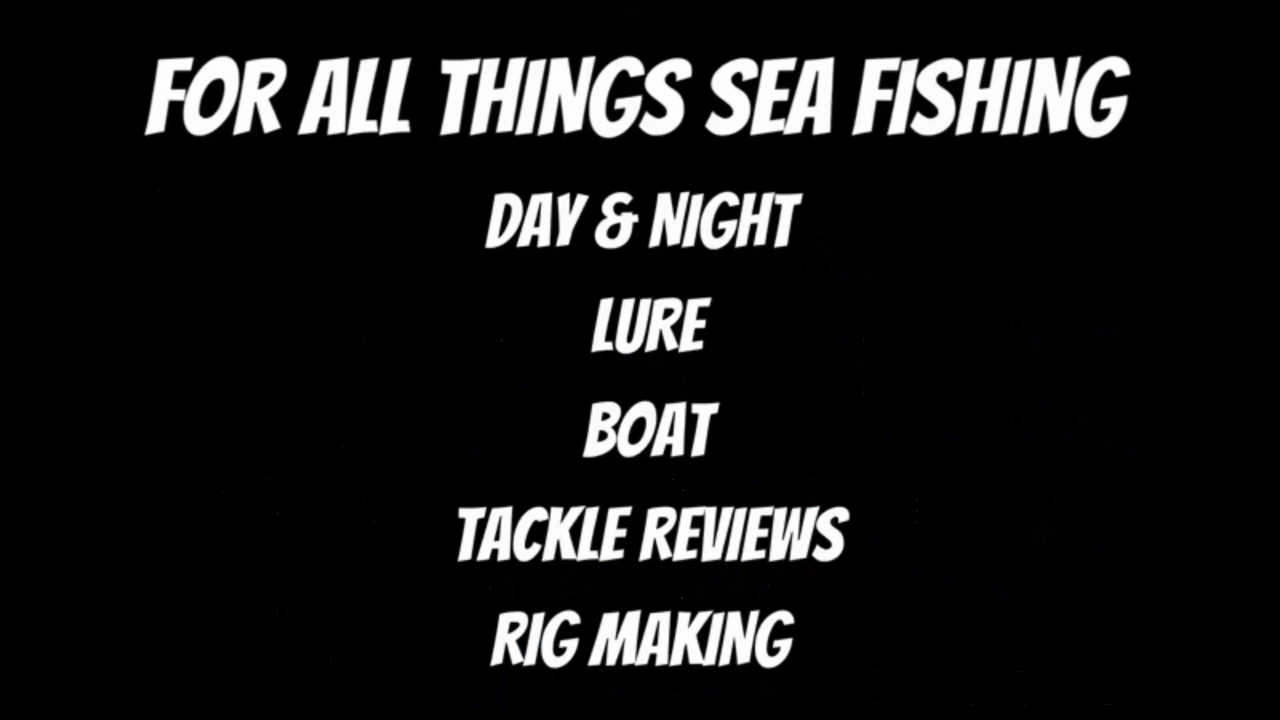 FOR ALL THINGS SEA FISHING
DAY & NIGHT
LURE
BOAT
TACKLE REVIEWS
RIG MAKING